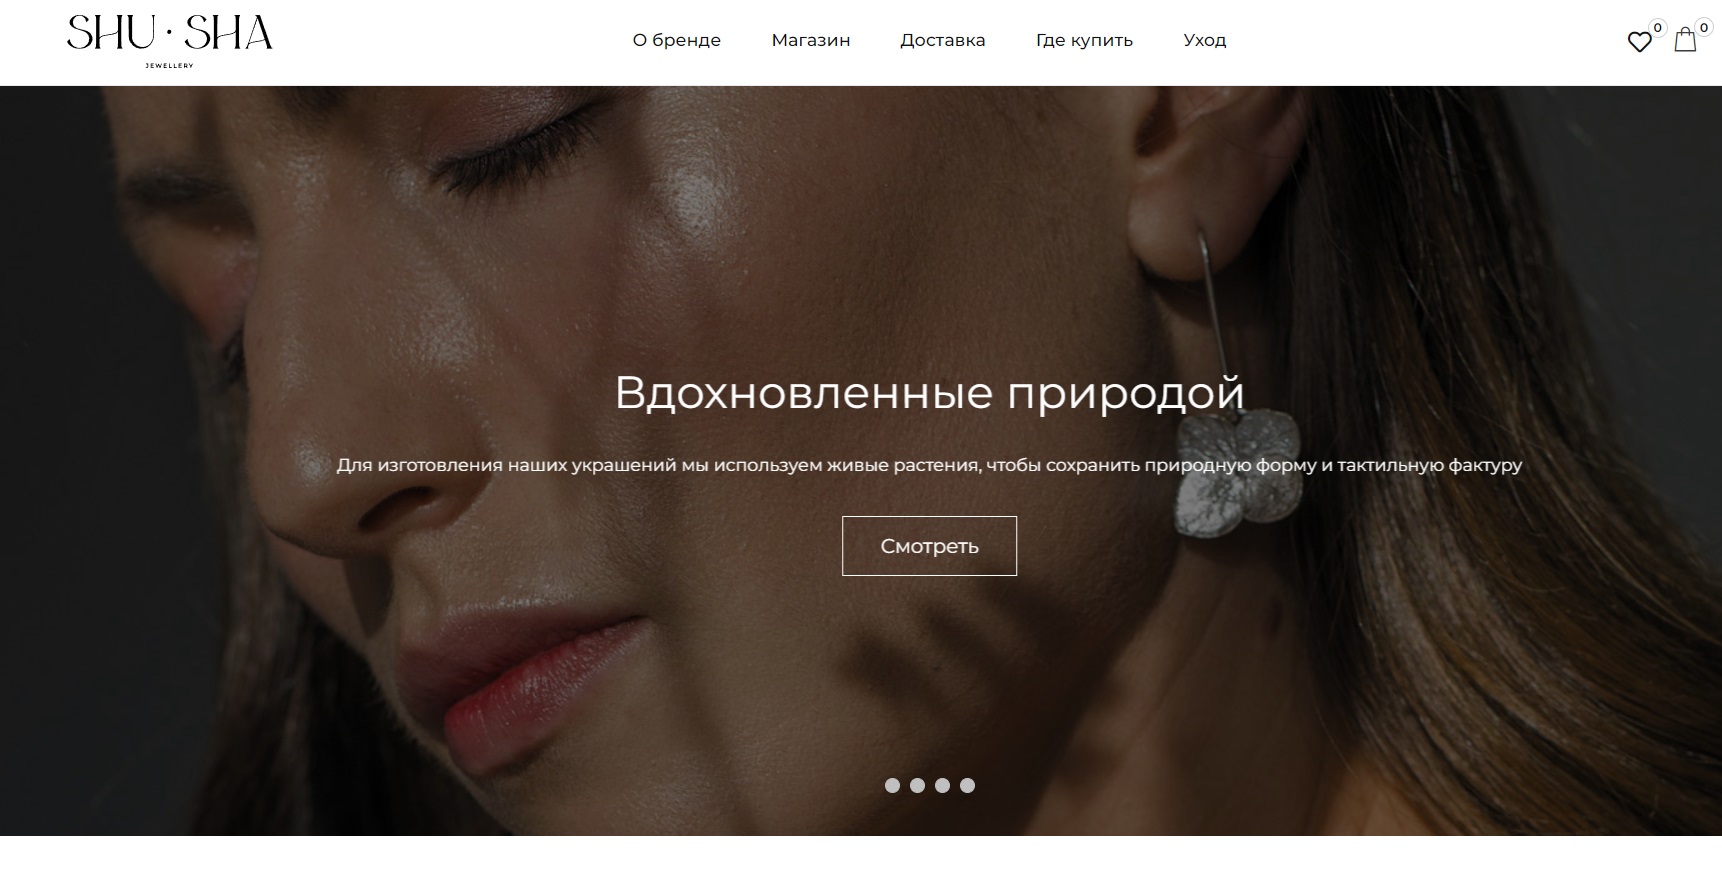 SHU · SHA
JEWELLERY
О бренде
Магазин
Доставка
Где купить
Уход
0
0
Вдохновленные природой
Для изготовления наших украшений мы используем живые растения, чтобы сохранить природную форму и тактильную фактуру
Смотреть